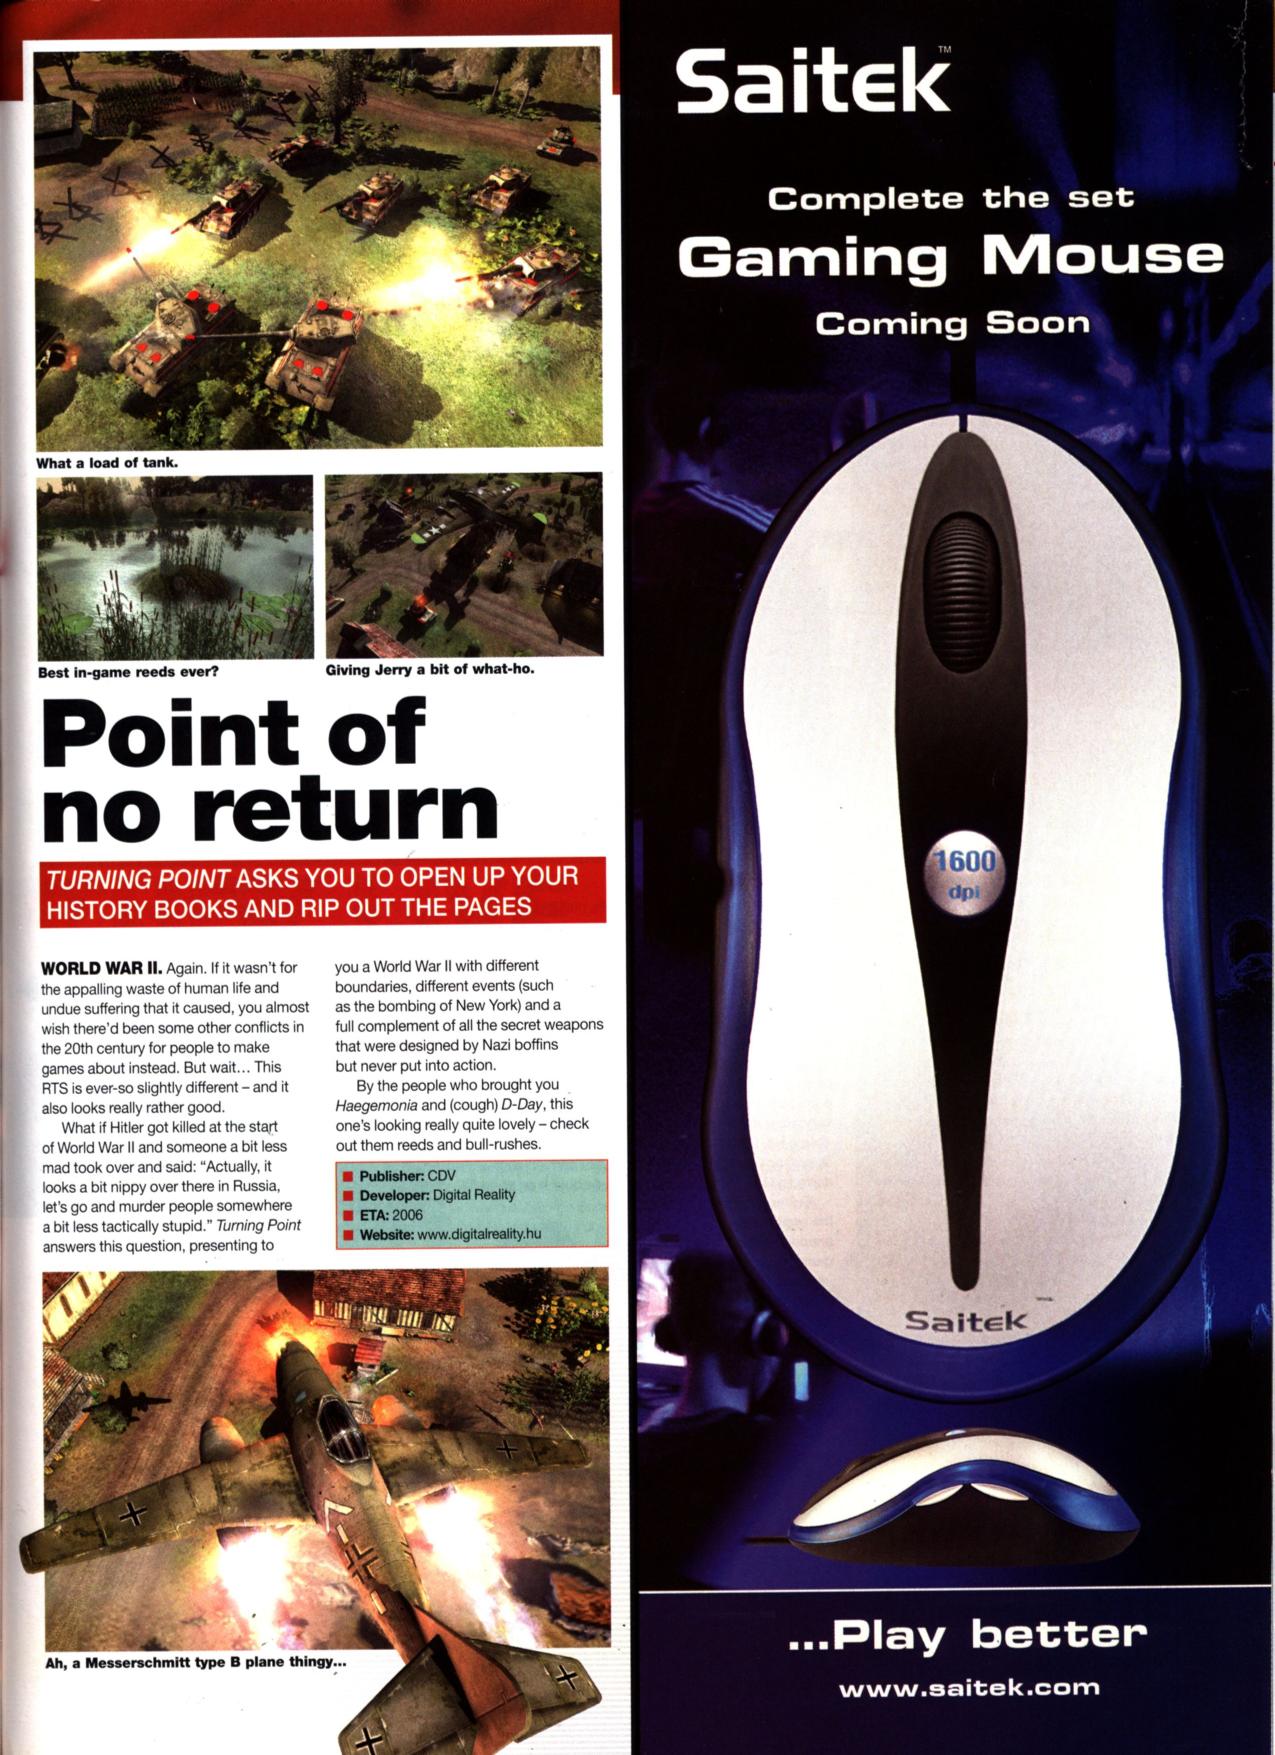 What a load of tank.
Best in-game reeds ever?
Giving Jerry a bit of what-ho.
Point of
no return
TURNING POINT ASKS YOU TO OPEN UP YOUR
HISTORY BOOKS AND RIP OUT THE PAGES
WORLD WAR II. Again. If it wasn't for
the appalling waste of human life and
undue suffering that it caused, you almost
wish there'd been some other conflicts in
the 20th century for people to make
games about instead. But wait... This
RTS is ever-so slightly different – and it
also looks really rather good.
What if Hitler got killed at the start
of World War II and someone a bit less
mad took over and said: “Actually, it
looks a bit nippy over there in Russia,
let's go and murder people somewhere
a bit less tactically stupid.” Turning Point
answers this question, presenting to
you a World War II with different
boundaries, different events (such
as the bombing of New York) and a
full complement of all the secret weapons
that were designed by Nazi boffins
but never put into action.
By the people who brought you
Haegemonia and (cough) D-Day, this
one's looking really quite lovely – check
out them reeds and bull-rushes.
Publisher: CDV
Developer: Digital Reality
ETA: 2006
Website: www.digitalreality.hu
Ah, a Messerschmitt type B plane thingy...
Saitek™
Complete the set
Gaming Mouse
Coming Soon
1600
dpi
Saitek
...Play better
www.saitek.com